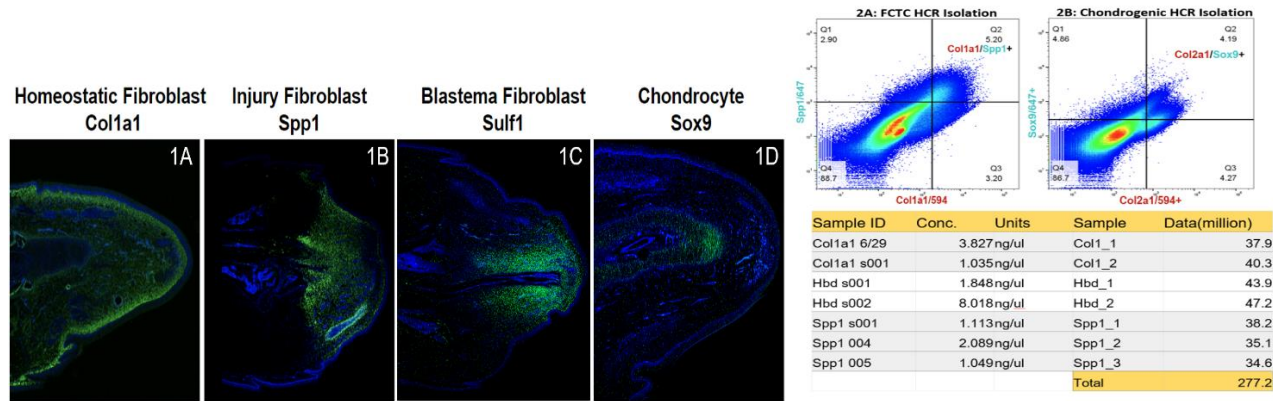 Homeostatic Fibroblast
Col1a1
1A
Injury Fibroblast
Spp1
1B
Blastema Fibroblast
Sulf1
1C
Chondrocyte
Sox9
1D
2A: FCTC HCR Isolation
Q1
2.90
Q2
5.20
Col1a1/Spp1+
Spp1/647
Q4
88.7
Q3
3.20
Col1a1/594
2B: Chondrogenic HCR Isolation
Q1
4.86
Q2
4.19
Col2a1/Sox9+
Sox9/647+
Q4
86.7
Q3
4.27
Col2a1/594+
Sample ID Conc. Units Sample Data(million)
Col1a1 6/29 3.827 ng/ul Col1_1 37.9
Col1a1 s001 1.035 ng/ul Col1_2 40.3
Hbd s001 1.848 ng/ul Hbd_1 43.9
Hbd s002 8.018 ng/ul Hbd_2 47.2
Spp1 s001 1.113 ng/ul Spp1_1 38.2
Spp1 004 2.089 ng/ul Spp1_2 35.1
Spp1 005 1.049 ng/ul Spp1_3 34.6
Total 277.2